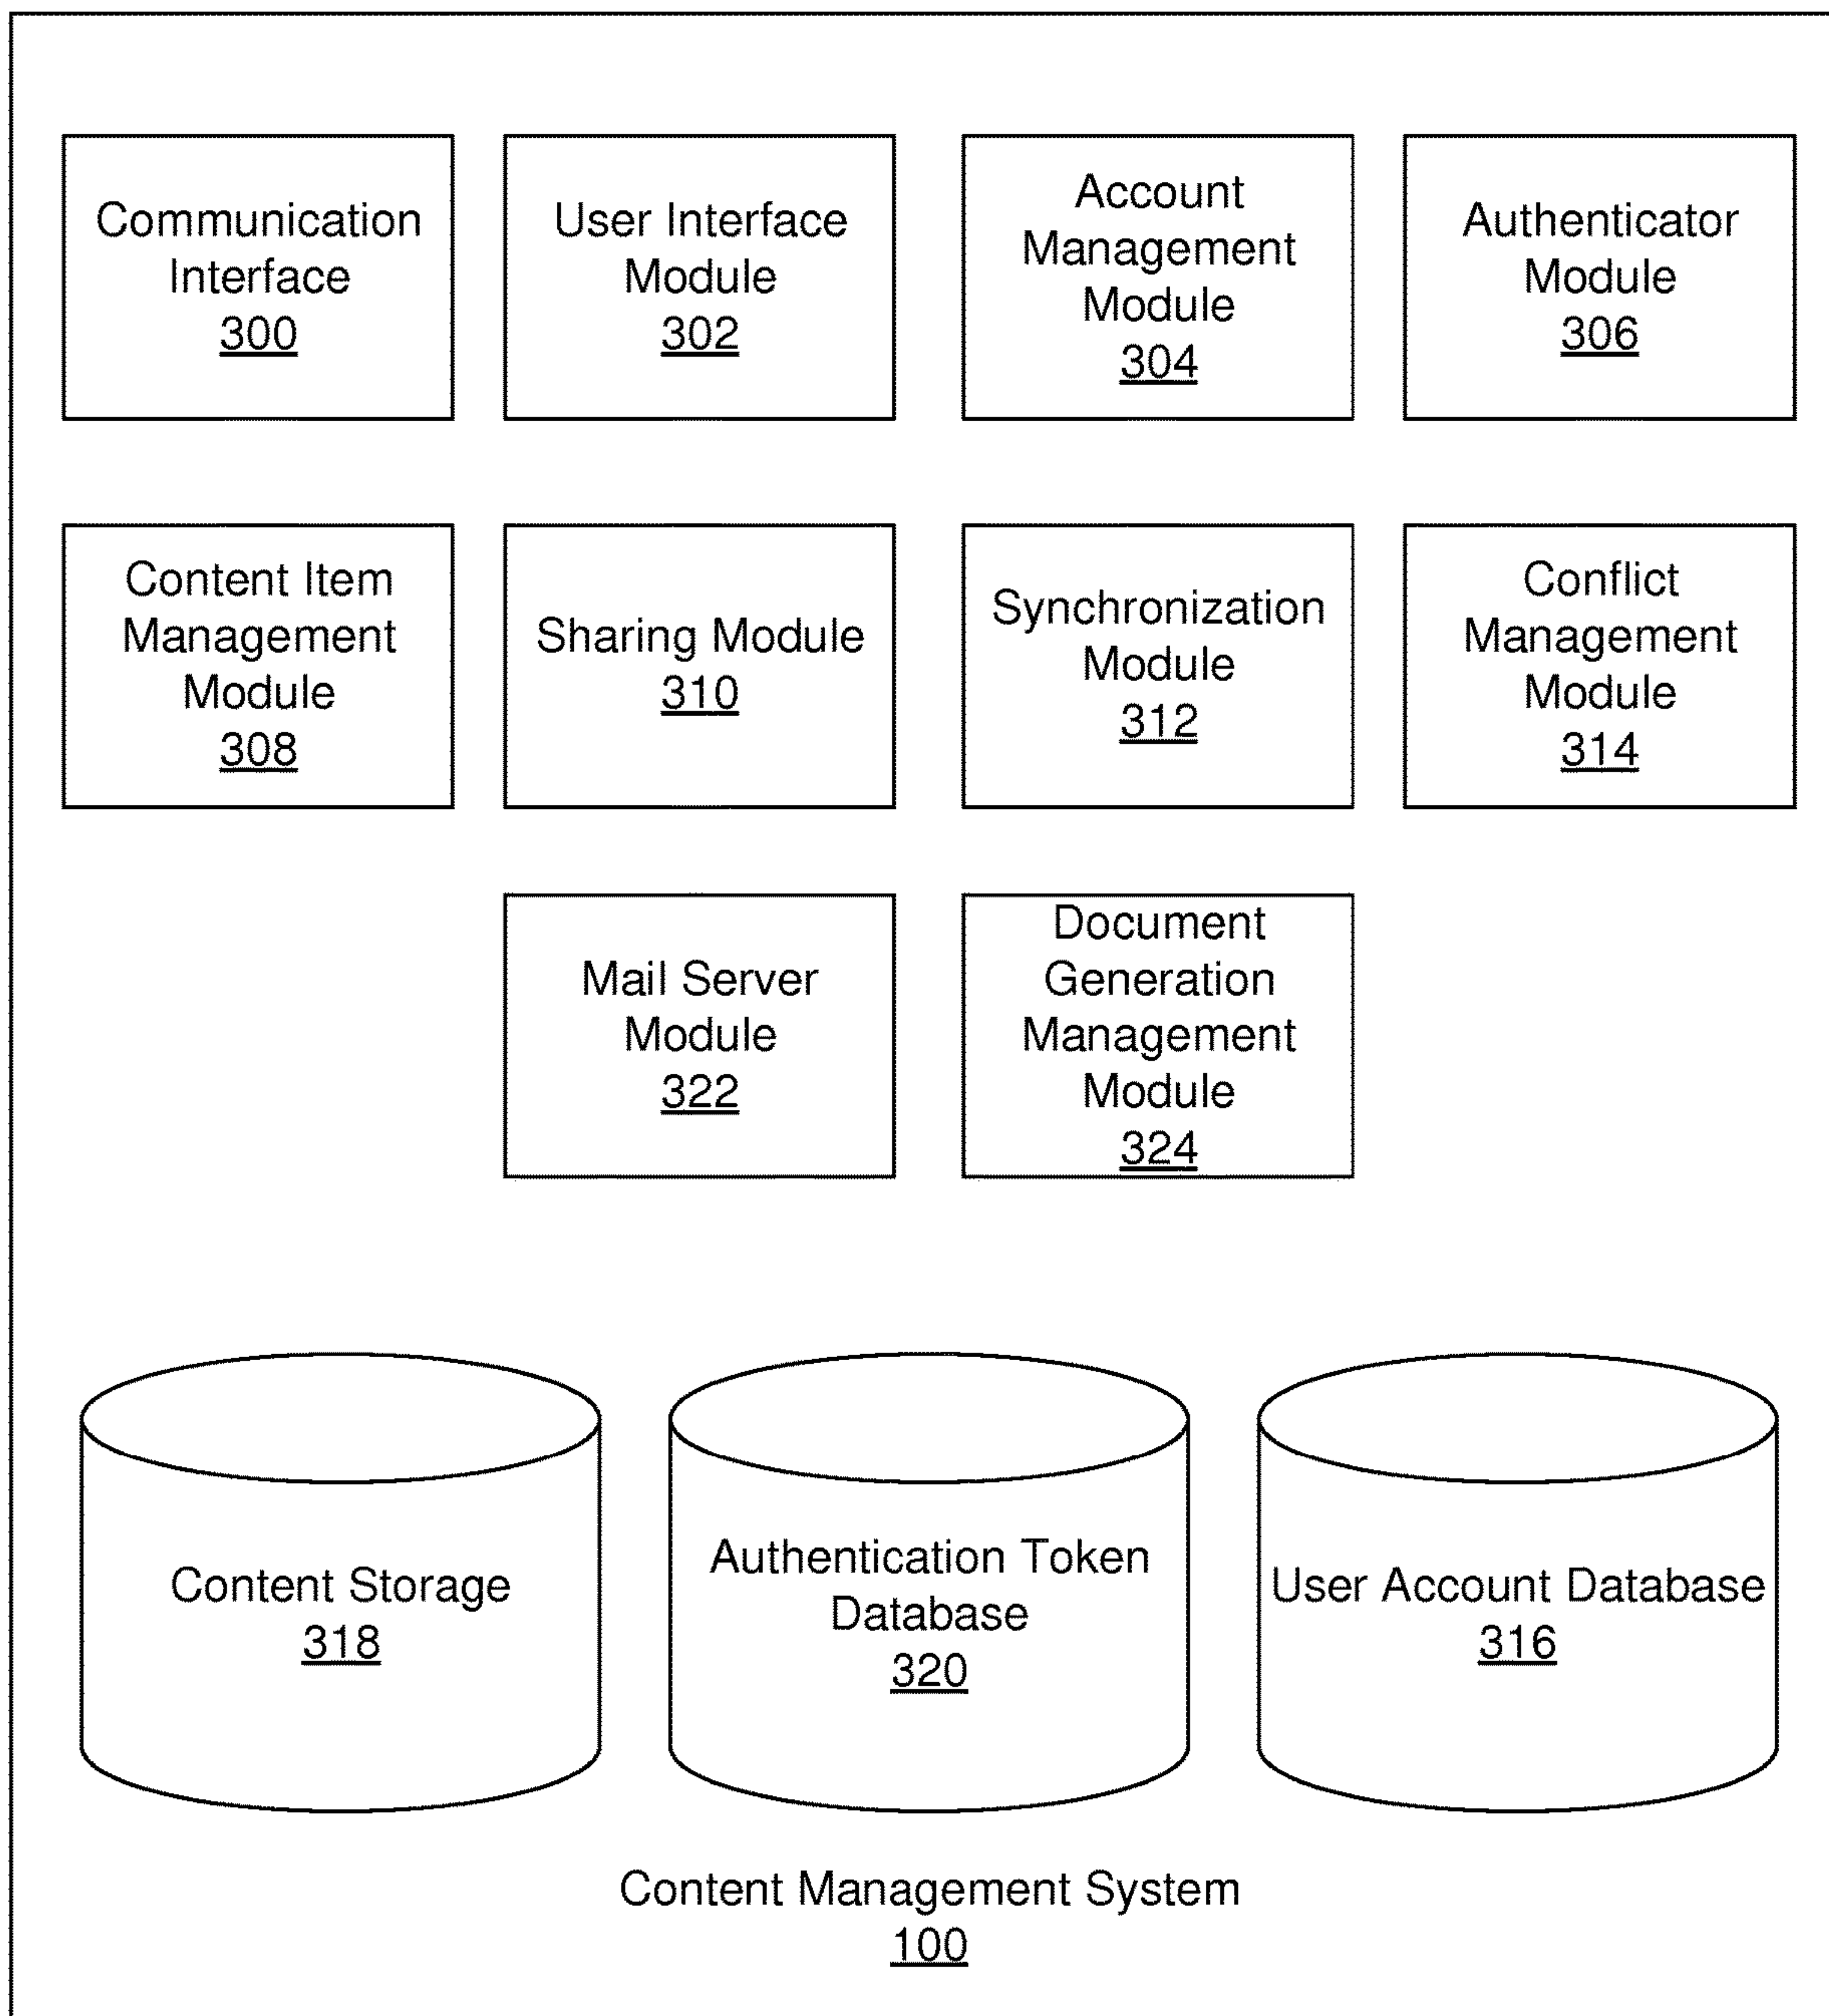 Communication
Interface
300
User Interface
Module
302
Account
Management
Module
304
Authenticator
Module
306
Content Item
Management
Module
308
Sharing Module
310
Synchronization
Module
312
Conflict
Management
Module
314
Mail Server
Module
322
Document
Generation
Management
Module
324
Content Storage
318
Authentication Token
Database
320
User Account Database
316
Content Management System
100